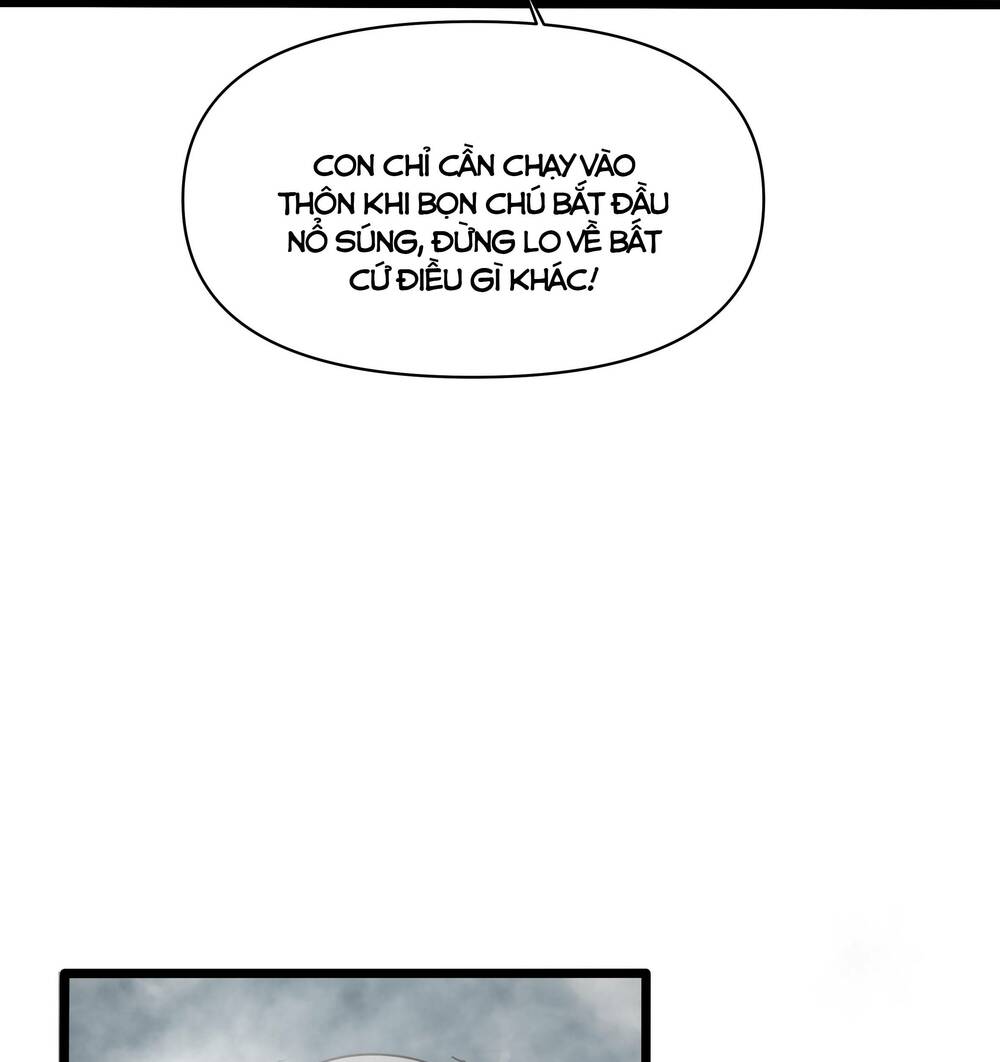 CON CHỈ CẦN CHẠY VÀO
THÔN KHI BỌN CHÚ BẮT ĐẦU
NỔ SÚNG, ĐỪNG LO VỀ BẤT
CỨ ĐIỀU GÌ KHÁC!